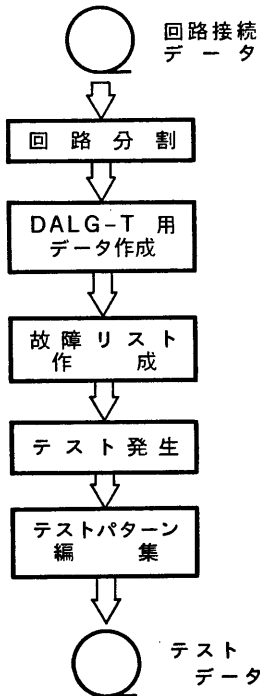 回路接続
データ
回路分割
DALG-T用
データ作成
故障リスト
作成
テスト発生
テストパターン
編集
テスト
データ